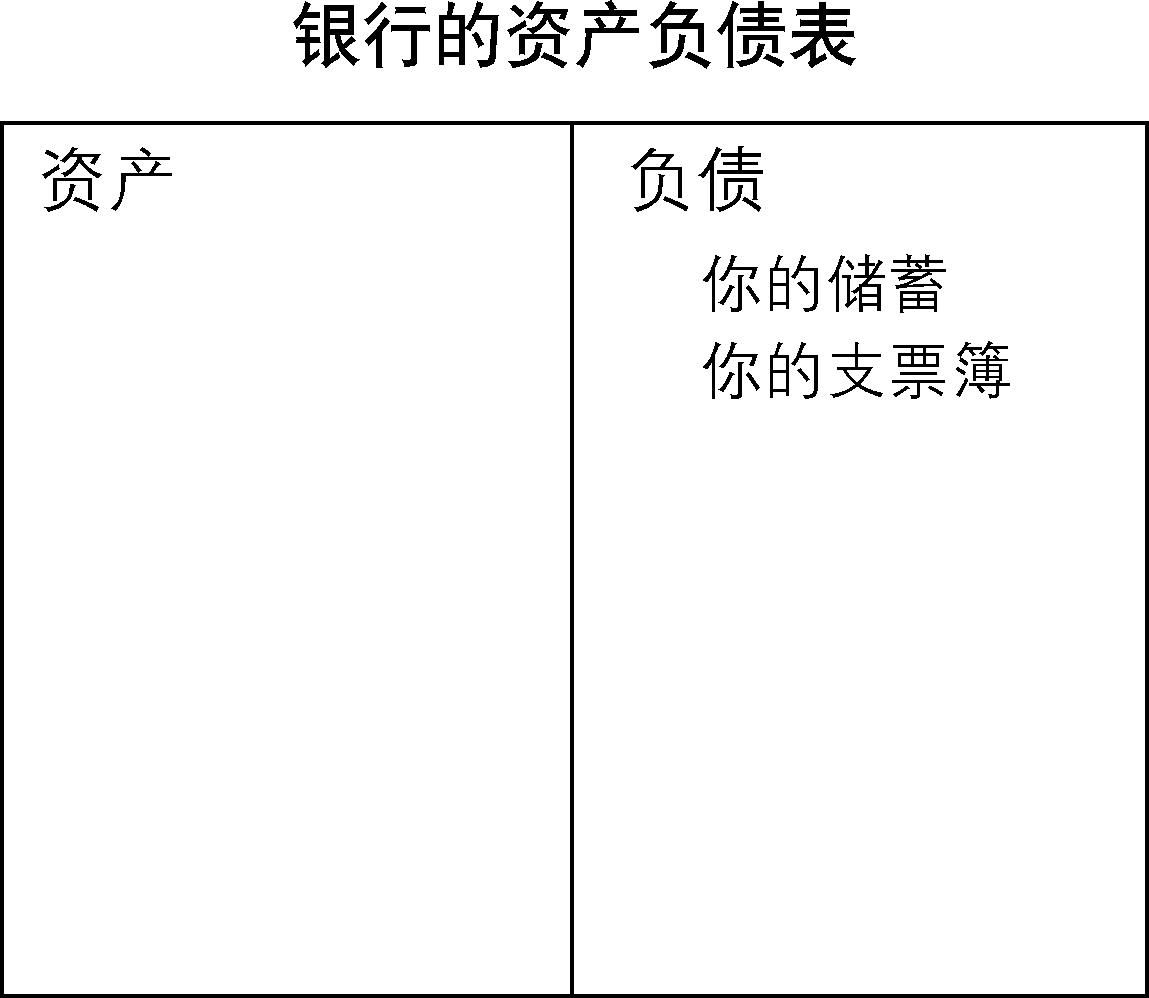 银行的资产负债表
资产
负债
你的储蓄
你的支票簿